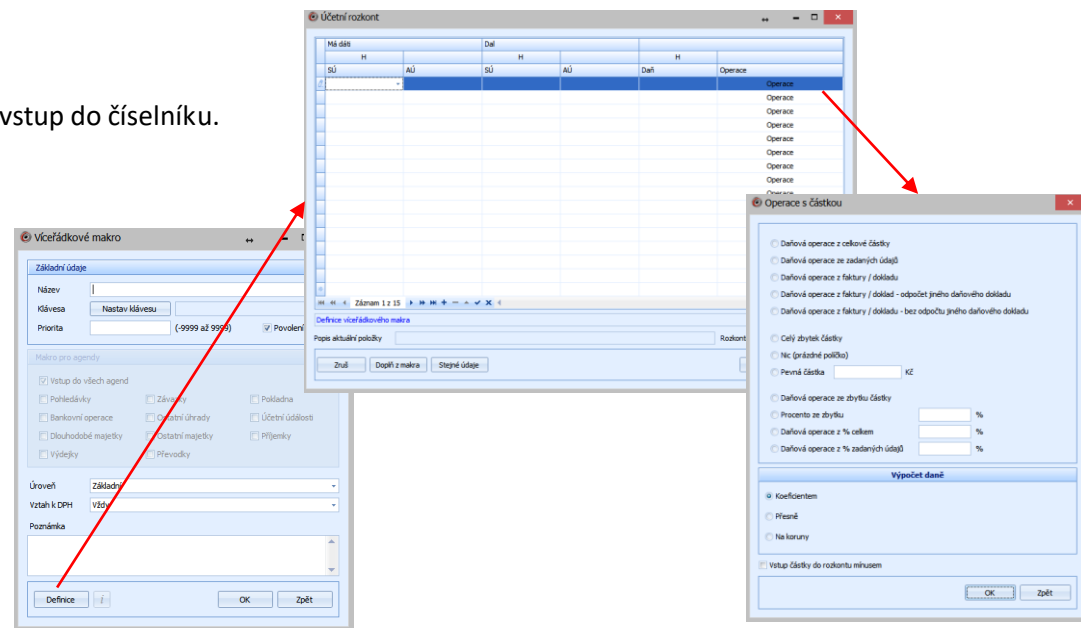 vstup do číselníku.
Účetní rozkont
Má dáti Dal
H H H
SÚ AÚ SÚ AÚ Daň Operace
Operace
Operace
Operace
Operace
Operace
Operace
Operace
Operace
Operace
Záznam 1 z 15
Definice víceřádkového makra
Popis aktuální položky Rozkont
Zruš Doplň z makra Stejné údaje
Víceřádkové makro
Základní údaje
Název
Klávesa Nastav klávesu
Priorita (-9999 až 9999) Povolení
Makro pro agendy
Vstup do všech agend
Pohledávky Závazky Pokladna
Bankovní operace Ostatní úhrady Účetní události
Dlouhodobé majetky Ostatní majetky Příjemky
Výdejky Převodky
Úroveň Základní
Vztah k DPH Vždy
Poznámka
Definice i OK Zpět
Operace s částkou
Daňová operace z celkové částky
Daňová operace ze zadaných údajů
Daňová operace z faktury / dokladu
Daňová operace z faktury / doklad - odpočet jiného daňového dokladu
Daňová operace z faktury / dokladu - bez odpočtu jiného daňového dokladu
Celý zbytek částky
Nic (prázdné políčko)
Pevná částka Kč
Daňová operace ze zbytku částky
Procento ze zbytku %
Daňová operace z % celkem %
Daňová operace z % zadaných údajů %
Výpočet daně
Koeficientem
Přesně
Na koruny
Vstup částky do rozkontu mínusem
OK Zpět